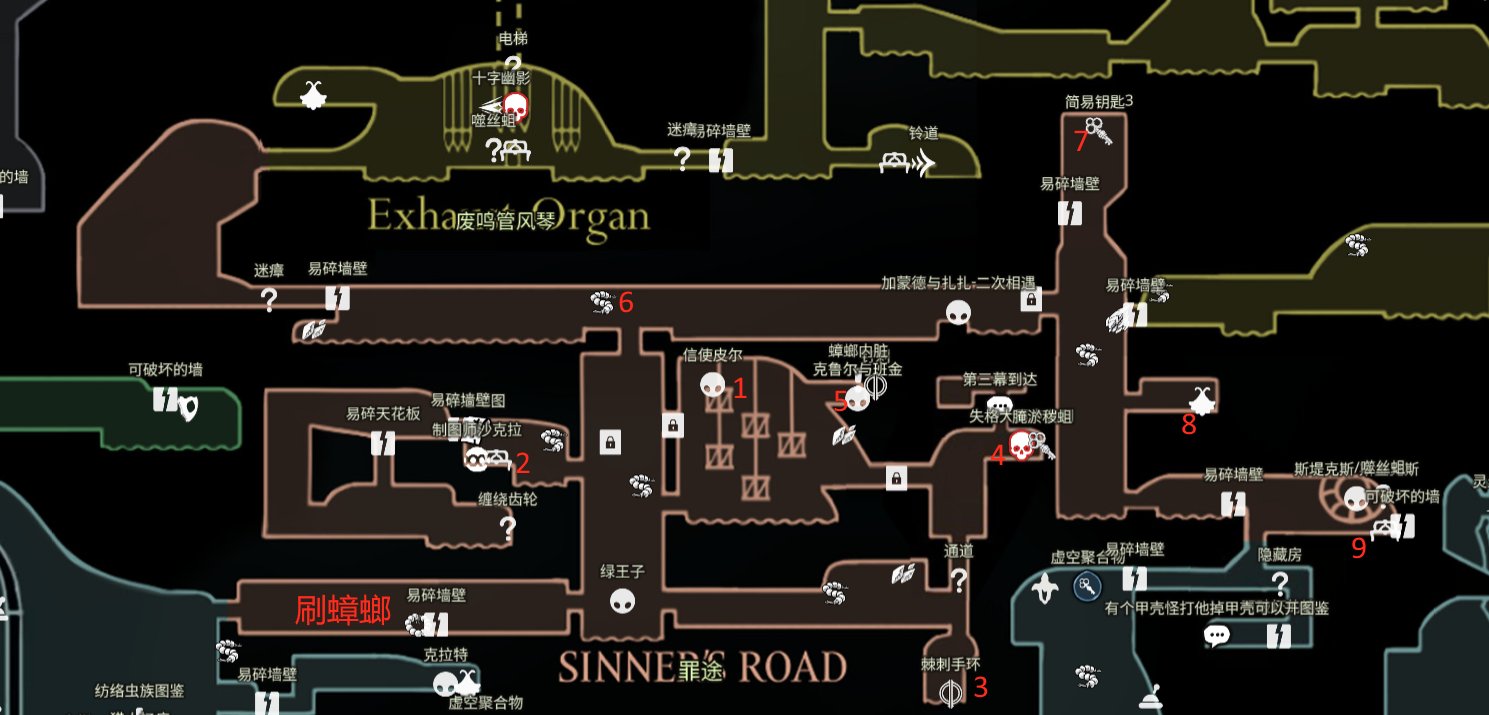 电梯
十字幽影
噬丝蛆
迷瘴
易碎墙壁
铃道
简易钥匙3
7
的墙
易碎墙壁
Exhaust Organ
废鸣管风琴
迷瘴
易碎墙壁
加蒙德与扎扎-二次相遇
易碎墙壁
6
信使皮尔
1
蟑螂内脏
克鲁尔与班金
5
可破坏的墙
第三幕到达
易碎墙壁图
易碎天花板
制图师沙克拉
2
失格大腌淤秽蛆
4
8
缠绕齿轮
易碎墙壁
斯堤克斯/噬丝蛆斯
可破坏的墙
灵
9
通道
虚空聚合物
易碎墙壁
隐藏房
绿王子
刷蟑螂
易碎墙壁
有个甲壳怪打他掉甲壳可以开图鉴
SINNER'S ROAD
罪途
克拉特
易碎墙壁
棘刺手环
3
纺络虫族图鉴
虚空聚合物